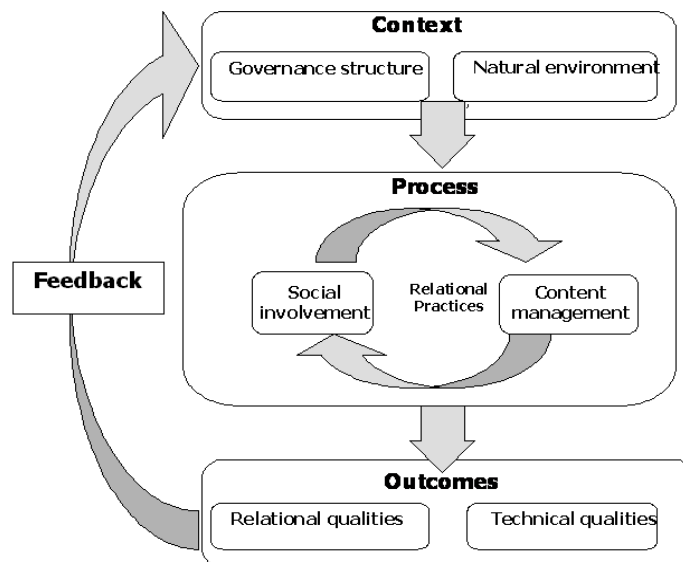 Context
Governance structure
Natural environment
Process
Feedback
Social
involvement
Relational
Practices
Content
management
Outcomes
Relational qualities
Technical qualities